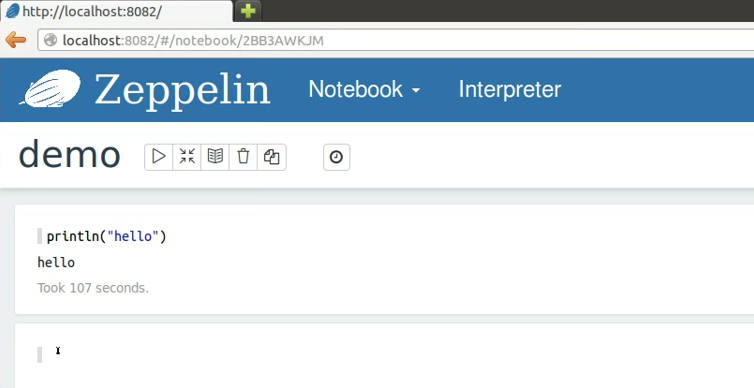 http://localhost:8082/
localhost:8082/#/notebook/2BB3AWKJM
Zeppelin Notebook Interpreter
demo
println("hello")
hello
Took 107 seconds.